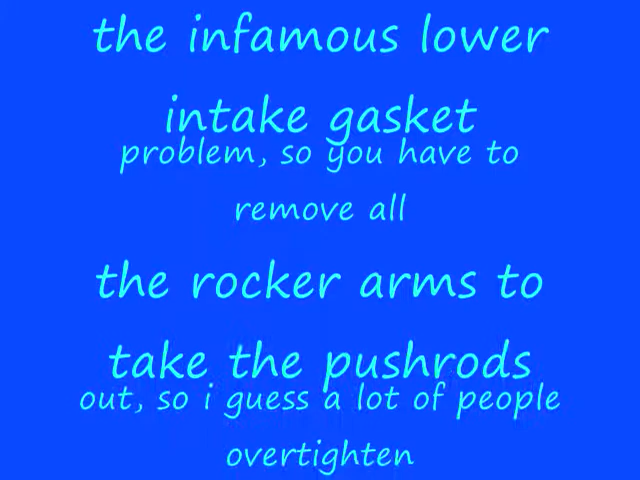 the infamous lower
intake gasket
problem, so you have to
remove all
the rocker arms to
take the pushrods
out, so i guess a lot of people
overtighten